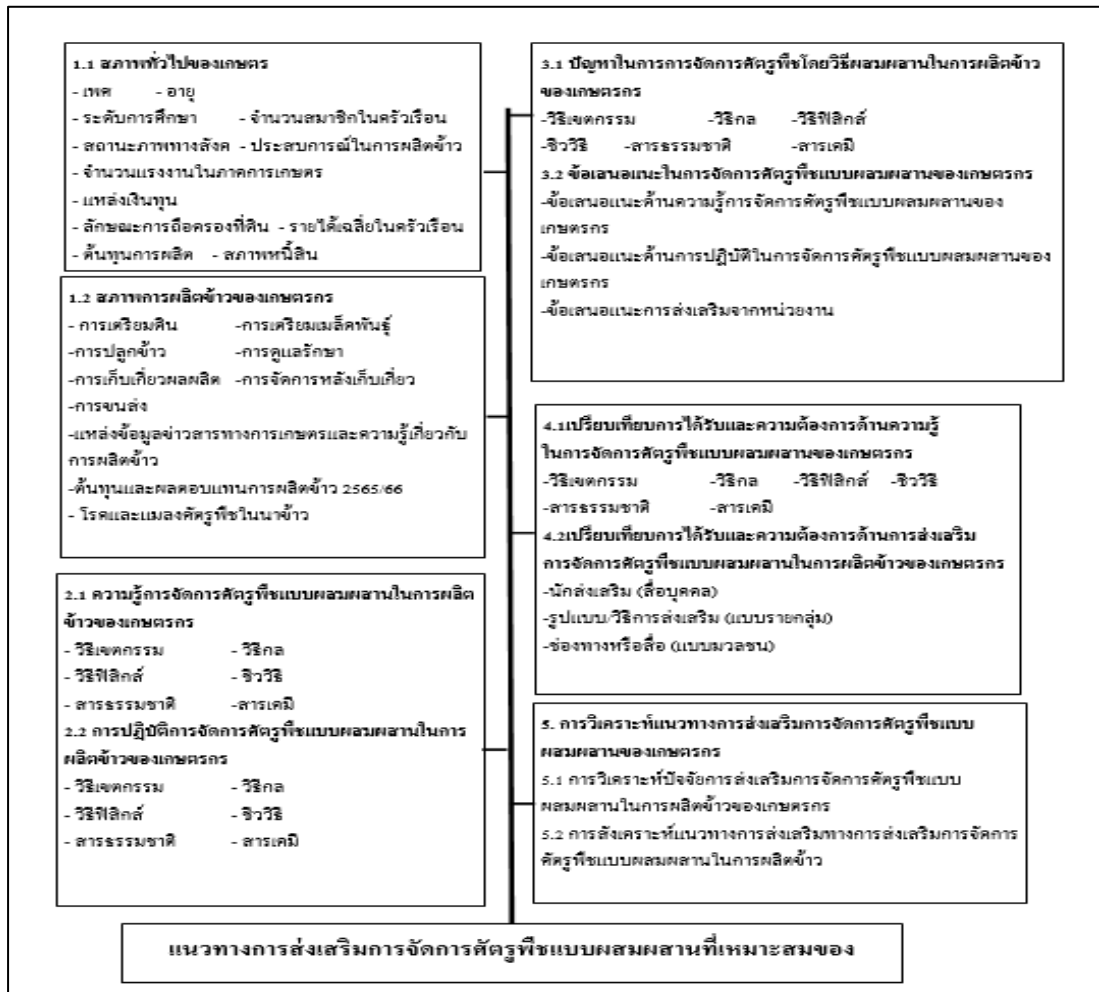 1.1 สภาพทั่วไปของเกษตร
- เพศ - อายุ
- ระดับการศึกษา - จำนวนสมาชิกในครัวเรือน
- สถานะภาพทางสังค - ประสบการณ์ในการผลิตข้าว
- จำนวนแรงงานในภาคการเกษตร
- แหล่งเงินทุน
- ลักษณะการถือครองที่ดิน - รายได้เฉลี่ยในครัวเรือน
- ต้นทุนการผลิต - สภาพหนี้สิน
1.2 สภาพการผลิตข้าวของเกษตรกร
- การเตรียมดิน -การเตรียมเมล็ดพันธุ์
-การปลูกข้าว -การดูแลรักษา
-การเก็บเกี่ยวผลผลิต -การจัดการหลังเก็บเกี่ยว
-การขนส่ง
-แหล่งข้อมูลข่าวสารทางการเกษตรและความรู้เกี่ยวกับ
การผลิตข้าว
-ต้นทุนและผลตอบแทนการผลิตข้าว 2565/66
- โรคและแมลงศัตรูพืชในนาข้าว
2.1 ความรู้การจัดการศัตรูพืชแบบผสมผสานในการผลิต
ข้าวของเกษตรกร
- วิธีเขตกรรม - วิธีกล
- วิธีฟิสิกส์ - ชีววิธี
- สารธรรมชาติ -สารเคมี
2.2 การปฏิบัติการจัดการศัตรูพืชแบบผสมผสานในการ
ผลิตข้าวของเกษตรกร
- วิธีเขตกรรม - วิธีกล
- วิธีฟิสิกส์ - ชีววิธี
- สารธรรมชาติ - สารเคมี
3.1 ปัญหาในการการจัดการศัตรูพืชโดยวิธีผสมผสานในการผลิตข้าว
ของเกษตรกร
-วิธีเขตกรรม -วิธีกล -วิธีฟิสิกส์
-ชีววิธี -สารธรรมชาติ -สารเคมี
3.2 ข้อเสนอแนะในการจัดการศัตรูพืชแบบผสมผสานของเกษตรกร
-ข้อเสนอแนะด้านความรู้การจัดการศัตรูพืชแบบผสมผสานของ
เกษตรกร
-ข้อเสนอแนะด้านการปฏิบัติในการจัดการศัตรูพืชแบบผสมผสานของ
เกษตรกร
-ข้อเสนอแนะการส่งเสริมจากหน่วยงาน
4.1เปรียบเทียบการได้รับและความต้องการด้านความรู้
ในการจัดการศัตรูพืชแบบผสมผสานของเกษตรกร
-วิธีเขตกรรม -วิธีกล -วิธีฟิสิกส์ -ชีววิธี
-สารธรรมชาติ -สารเคมี
4.2เปรียบเทียบการได้รับและความต้องการด้านการส่งเสริม
การจัดการศัตรูพืชแบบผสมผสานในการผลิตข้าวของเกษตรกร
-นักส่งเสริม (สื่อบุคคล)
-รูปแบบ/วิธีการส่งเสริม (แบบรายกลุ่ม)
-ช่องทางหรือสื่อ (แบบมวลชน)
5. การวิเคราะห์แนวทางการส่งเสริมการจัดการศัตรูพืชแบบ
ผสมผสานของเกษตรกร
5.1 การวิเคราะห์ปัจจัยการส่งเสริมการจัดการศัตรูพืชแบบ
ผสมผสานในการผลิตข้าวของเกษตรกร
5.2 การสังเคราะห์แนวทางการส่งเสริมทางการส่งเสริมการจัดการ
ศัตรูพืชแบบผสมผสานในการผลิตข้าว
แนวทางการส่งเสริมการจัดการศัตรูพืชแบบผสมผสานที่เหมาะสมของ